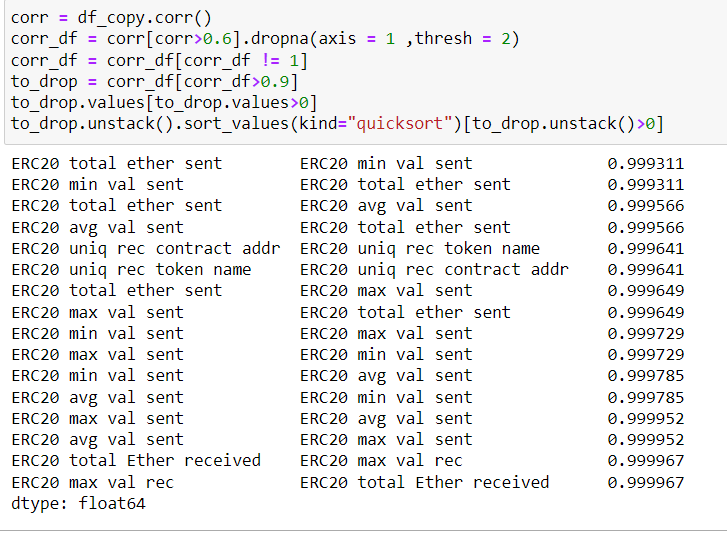 corr = df_copy.corr()
corr_df = corr[corr>0.6].dropna(axis = 1 ,thresh = 2)
corr_df = corr_df[corr_df != 1]
to_drop = corr_df[corr_df>0.9]
to_drop.values[to_drop.values>0]
to_drop.unstack().sort_values(kind="quicksort")[to_drop.unstack()>0]
ERC20 total ether sent ERC20 min val sent 0.999311
ERC20 min val sent ERC20 total ether sent 0.999311
ERC20 total ether sent ERC20 avg val sent 0.999566
ERC20 avg val sent ERC20 total ether sent 0.999566
ERC20 uniq rec contract addr ERC20 uniq rec token name 0.999641
ERC20 uniq rec token name ERC20 uniq rec contract addr 0.999641
ERC20 total ether sent ERC20 max val sent 0.999649
ERC20 max val sent ERC20 total ether sent 0.999649
ERC20 min val sent ERC20 max val sent 0.999729
ERC20 max val sent ERC20 min val sent 0.999729
ERC20 min val sent ERC20 avg val sent 0.999785
ERC20 avg val sent ERC20 min val sent 0.999785
ERC20 max val sent ERC20 avg val sent 0.999952
ERC20 avg val sent ERC20 max val sent 0.999952
ERC20 total Ether received ERC20 max val rec 0.999967
ERC20 max val rec ERC20 total Ether received 0.999967
dtype: float64